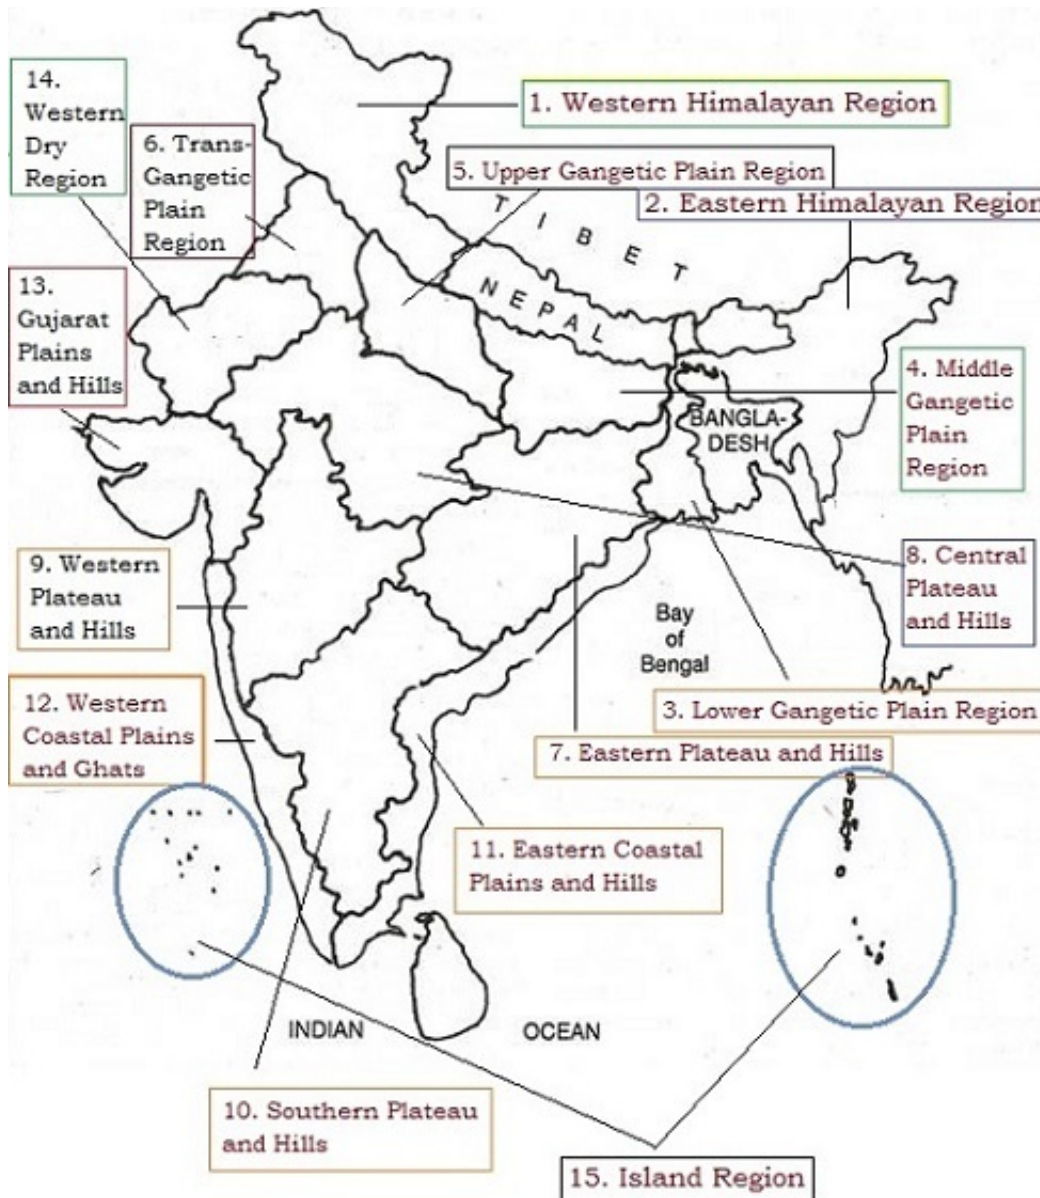 1. Western Himalayan Region
14.
Western
Dry
Region
6. Trans-
Gangetic
Plain
Region
5. Upper Gangetic Plain Region
2. Eastern Himalayan Region
TIBET
NEPAL
13.
Gujarat
Plains
and Hills
4. Middle
Gangetic
Plain
Region
BANGLA-
DESH
9. Western
Plateau
and Hills
8. Central
Plateau
and Hills
Bay
of
Bengal
12. Western
Coastal Plains
and Ghats
3. Lower Gangetic Plain Region
7. Eastern Plateau and Hills
11. Eastern Coastal
Plains and Hills
INDIAN OCEAN
10. Southern Plateau
and Hills
15. Island Region